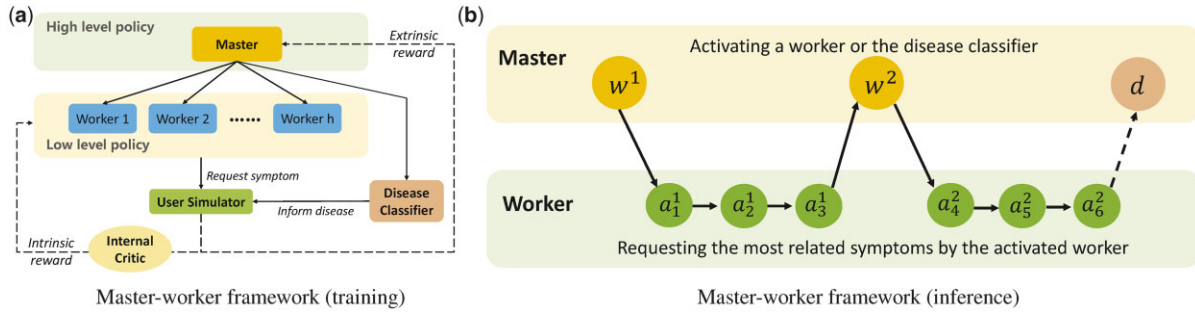 (a)
High level policy
Master
Extrinsic
reward
Worker 1
Worker 2
......
Worker h
Low level policy
Request symptom
User Simulator
Inform disease
Disease
Classifier
Intrinsic
reward
Internal
Critic
Master-worker framework (training)
(b)
Activating a worker or the disease classifier
Master
w¹
w²
d
Worker
a₁¹
a₂¹
a₃¹
a₄²
a₅²
a₆²
Requesting the most related symptoms by the activated worker
Master-worker framework (inference)